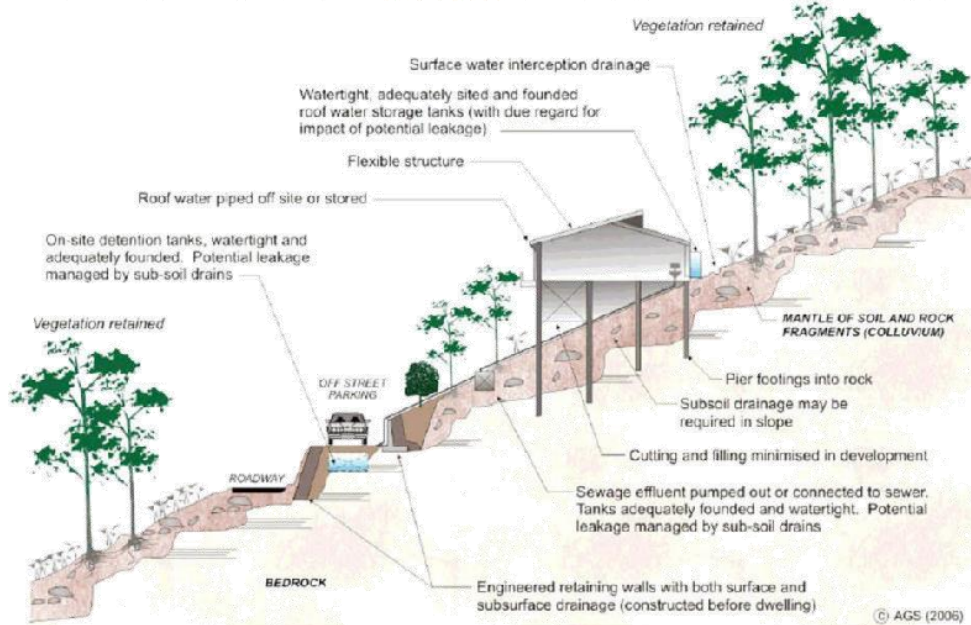 Vegetation retained
Surface water interception drainage
Watertight, adequately sited and founded
roof water storage tanks (with due regard for
impact of potential leakage)
Flexible structure
Roof water piped off site or stored
On-site detention tanks, watertight and
adequately founded. Potential leakage
managed by sub-soil drains
Vegetation retained
MANTLE OF SOIL AND ROCK
FRAGMENTS (COLLUVIUM)
OFF STREET
PARKING
Pier footings into rock
Subsoil drainage may be
required in slope
Cutting and filling minimised in development
ROADWAY
Sewage effluent pumped out or connected to sewer.
Tanks adequately founded and watertight. Potential
leakage managed by sub-soil drains
BEDROCK
Engineered retaining walls with both surface and
subsurface drainage (constructed before dwelling)
© AGS (2006)